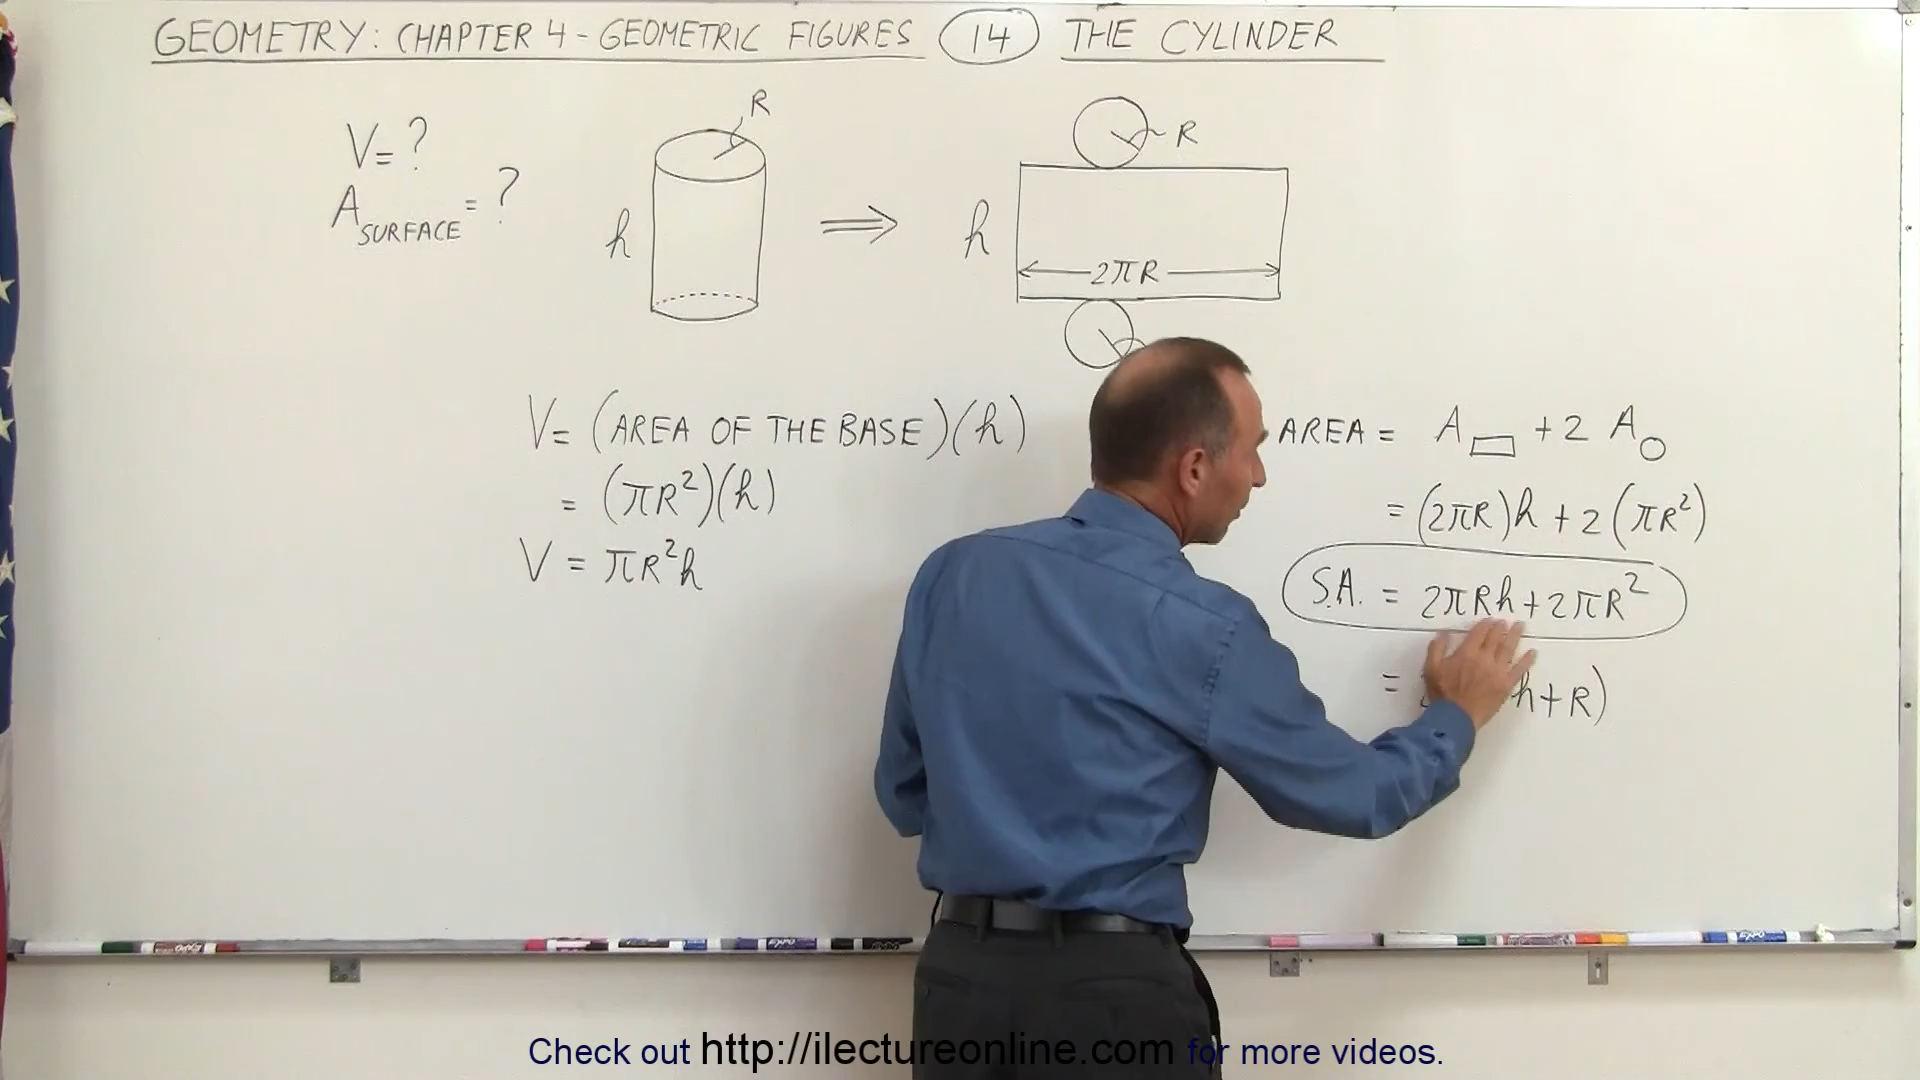 GEOMETRY: CHAPTER 4 - GEOMETRIC FIGURES 14 THE CYLINDER
V = ?
A SURFACE = ?
R
h
⇒
R
h
2πR
V = (AREA OF THE BASE)(h)
= (πR²)(h)
V = πR²h
AREA = A▭ + 2 A○
= (2πR)h + 2(πR²)
S.A. = 2πRh + 2πR²
= h + R)
EXPO
Check out http://ilectureonline.com for more videos.